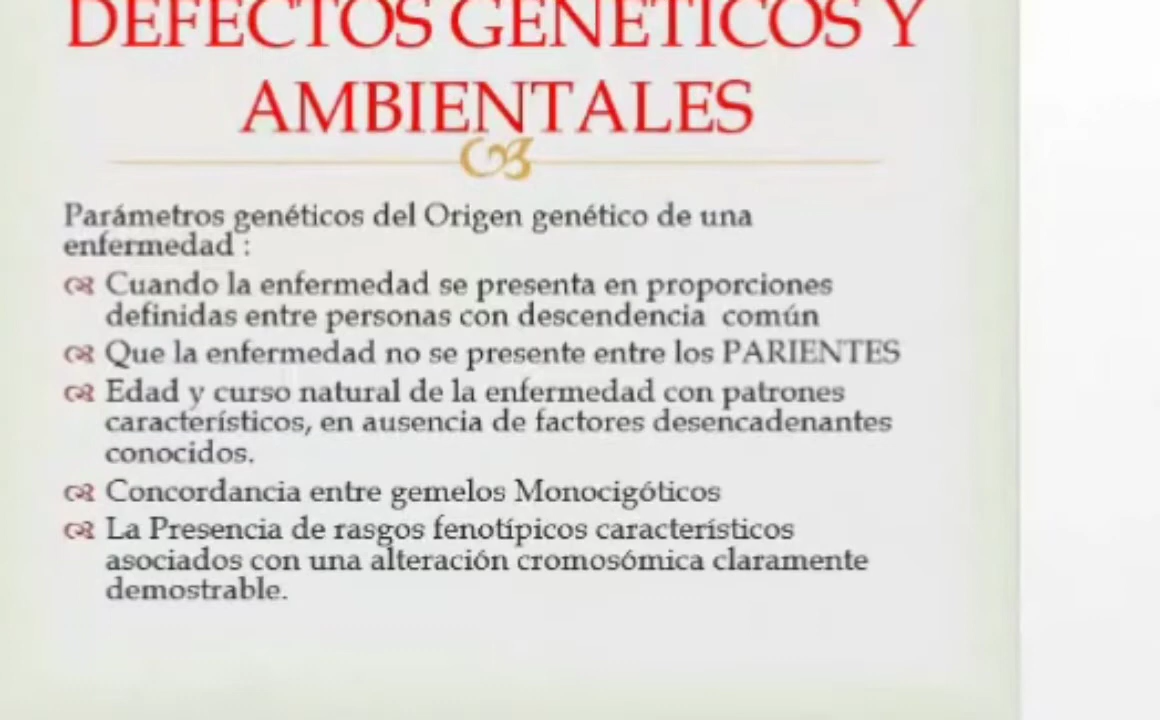 DEFECTOS GENÉTICOS Y
AMBIENTALES
Parámetros genéticos del Origen genético de una
enfermedad :
Cuando la enfermedad se presenta en proporciones
definidas entre personas con descendencia común
Que la enfermedad no se presente entre los PARIENTES
Edad y curso natural de la enfermedad con patrones
característicos, en ausencia de factores desencadenantes
conocidos.
Concordancia entre gemelos Monocigóticos
La Presencia de rasgos fenotípicos característicos
asociados con una alteración cromosómica claramente
demostrable.